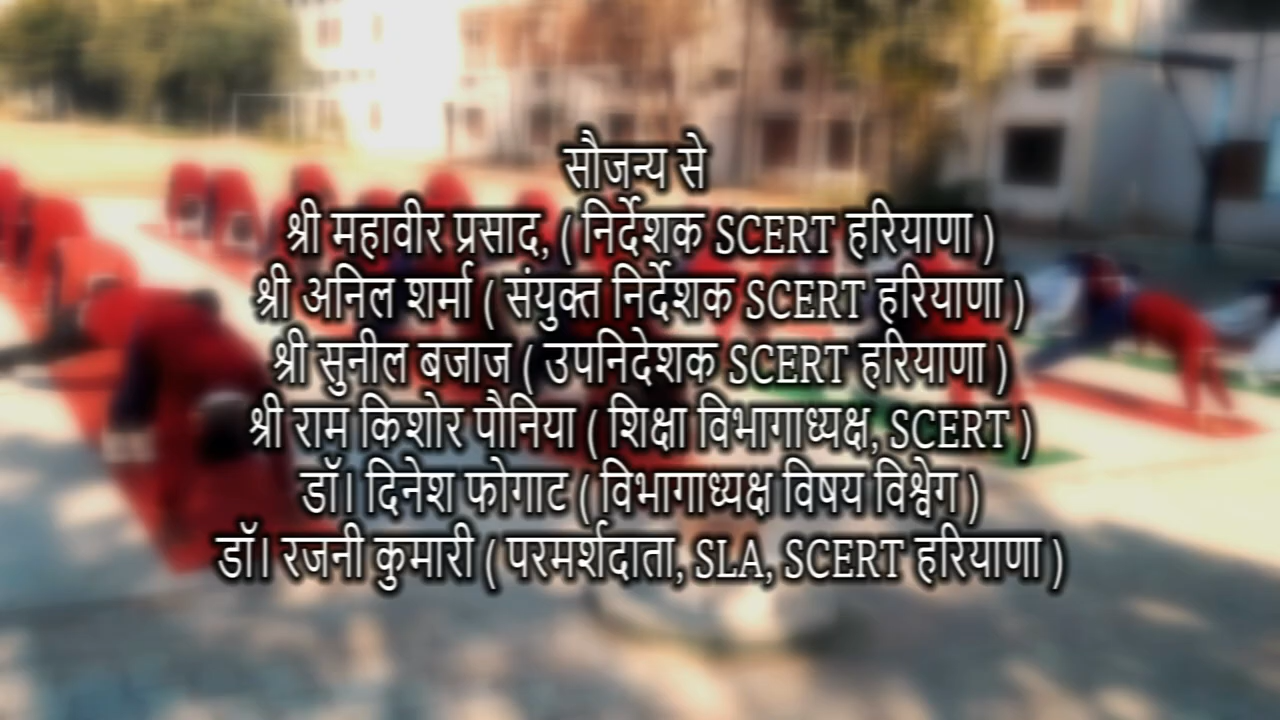 सौजन्य से
श्री महावीर प्रसाद, ( निर्देशक SCERT हरियाणा )
श्री अनिल शर्मा ( संयुक्त निर्देशक SCERT हरियाणा )
श्री सुनील बजाज ( उपनिदेशक SCERT हरियाणा )
श्री राम किशोर पौनिया ( शिक्षा विभागाध्यक्ष, SCERT )
डॉ। दिनेश फोगाट ( विभागाध्यक्ष विषय विश्वेग )
डॉ। रजनी कुमारी ( परमर्शदाता, SLA, SCERT हरियाणा )